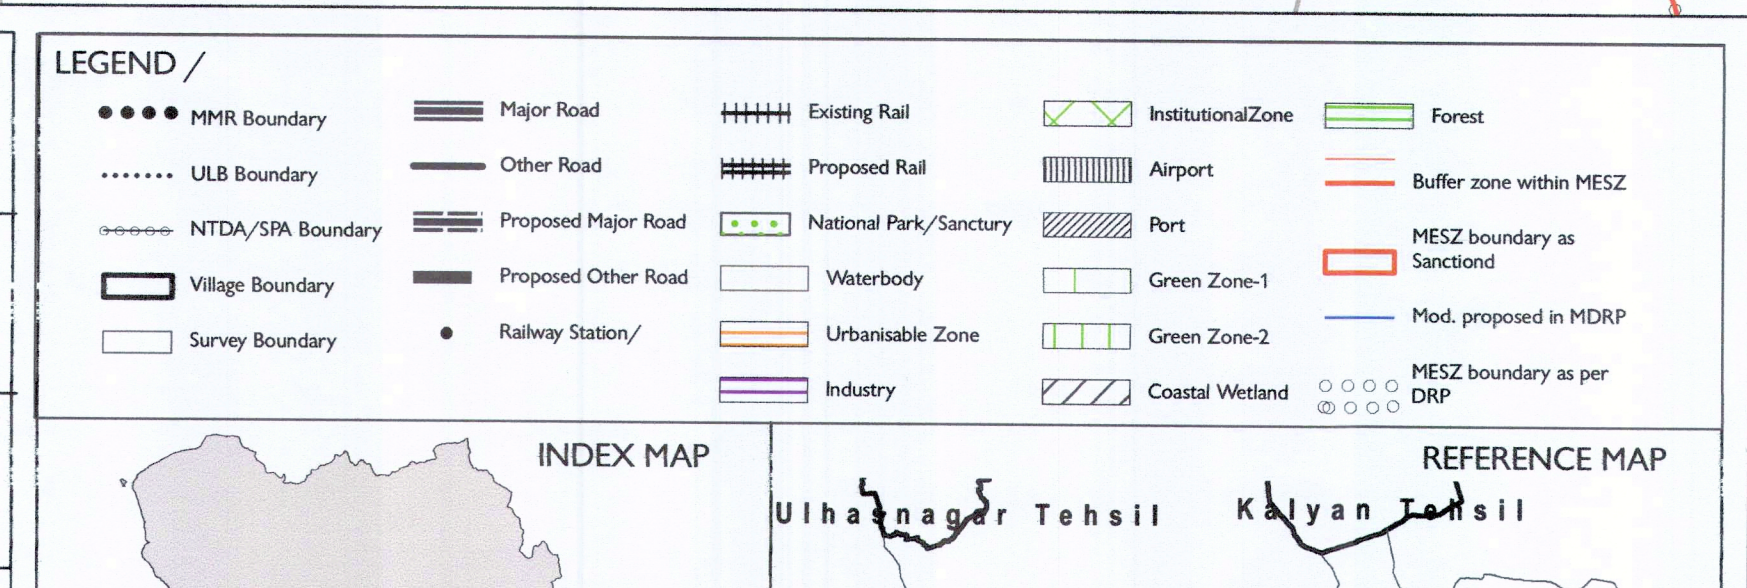 LEGEND /
MMR Boundary
ULB Boundary
NTDA/SPA Boundary
Village Boundary
Survey Boundary
Major Road
Other Road
Proposed Major Road
Proposed Other Road
Railway Station/
Existing Rail
Proposed Rail
National Park/Sanctury
Waterbody
Urbanisable Zone
Industry
InstitutionalZone
Airport
Port
Green Zone-1
Green Zone-2
Coastal Wetland
Forest
Buffer zone within MESZ
MESZ boundary as
Sanctiond
Mod. proposed in MDRP
MESZ boundary as per
DRP
INDEX MAP
REFERENCE MAP
Ulhasnagar Tehsil
Kalyan Tehsil